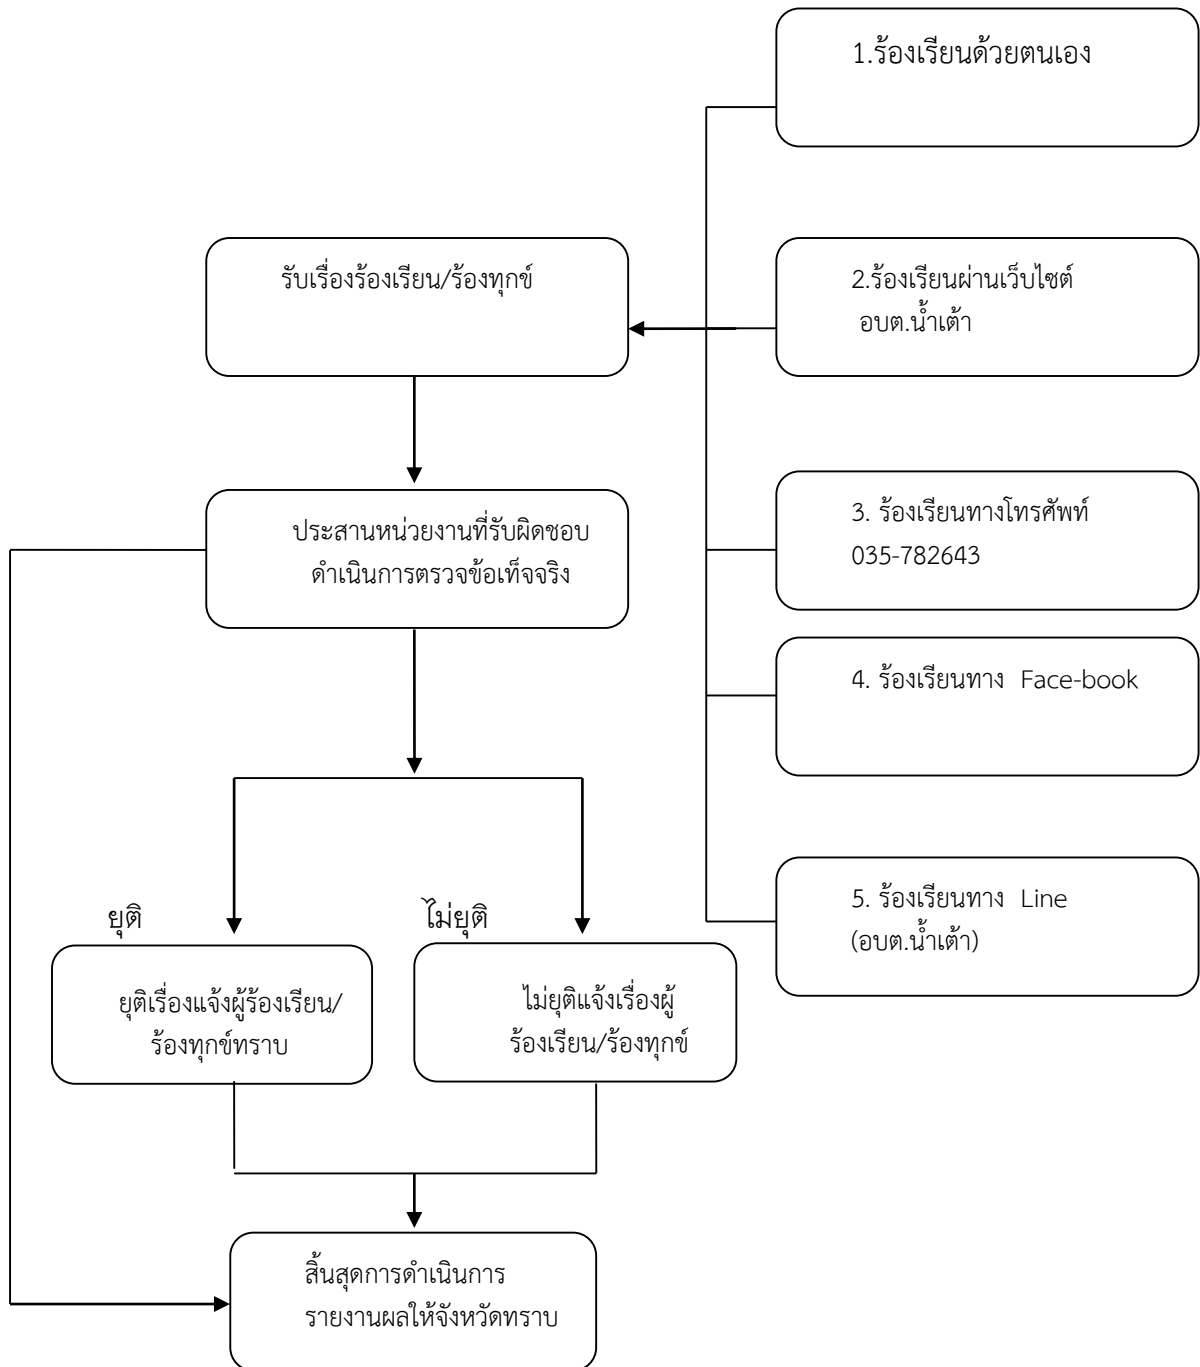 1.ร้องเรียนด้วยตนเอง
รับเรื่องร้องเรียน/ร้องทุกข์
2.ร้องเรียนผ่านเว็บไซต์
อบต.น้ำเต้า
ประสานหน่วยงานที่รับผิดชอบ
ดำเนินการตรวจข้อเท็จจริง
3. ร้องเรียนทางโทรศัพท์
035-782643
4. ร้องเรียนทาง Face-book
5. ร้องเรียนทาง Line
(อบต.น้ำเต้า)
ยุติ
ไม่ยุติ
ยุติเรื่องแจ้งผู้ร้องเรียน/
ร้องทุกข์ทราบ
ไม่ยุติแจ้งเรื่องผู้
ร้องเรียน/ร้องทุกข์
สิ้นสุดการดำเนินการ
รายงานผลให้จังหวัดทราบ